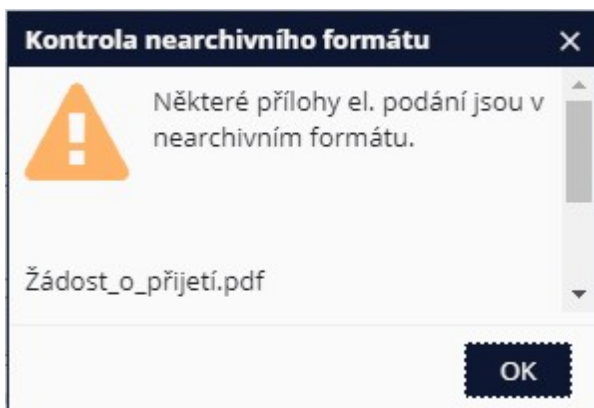 Kontrola nearchivního formátu
Některé přílohy el. podání jsou v
nearchivním formátu.
Žádost_o_přijetí.pdf
OK